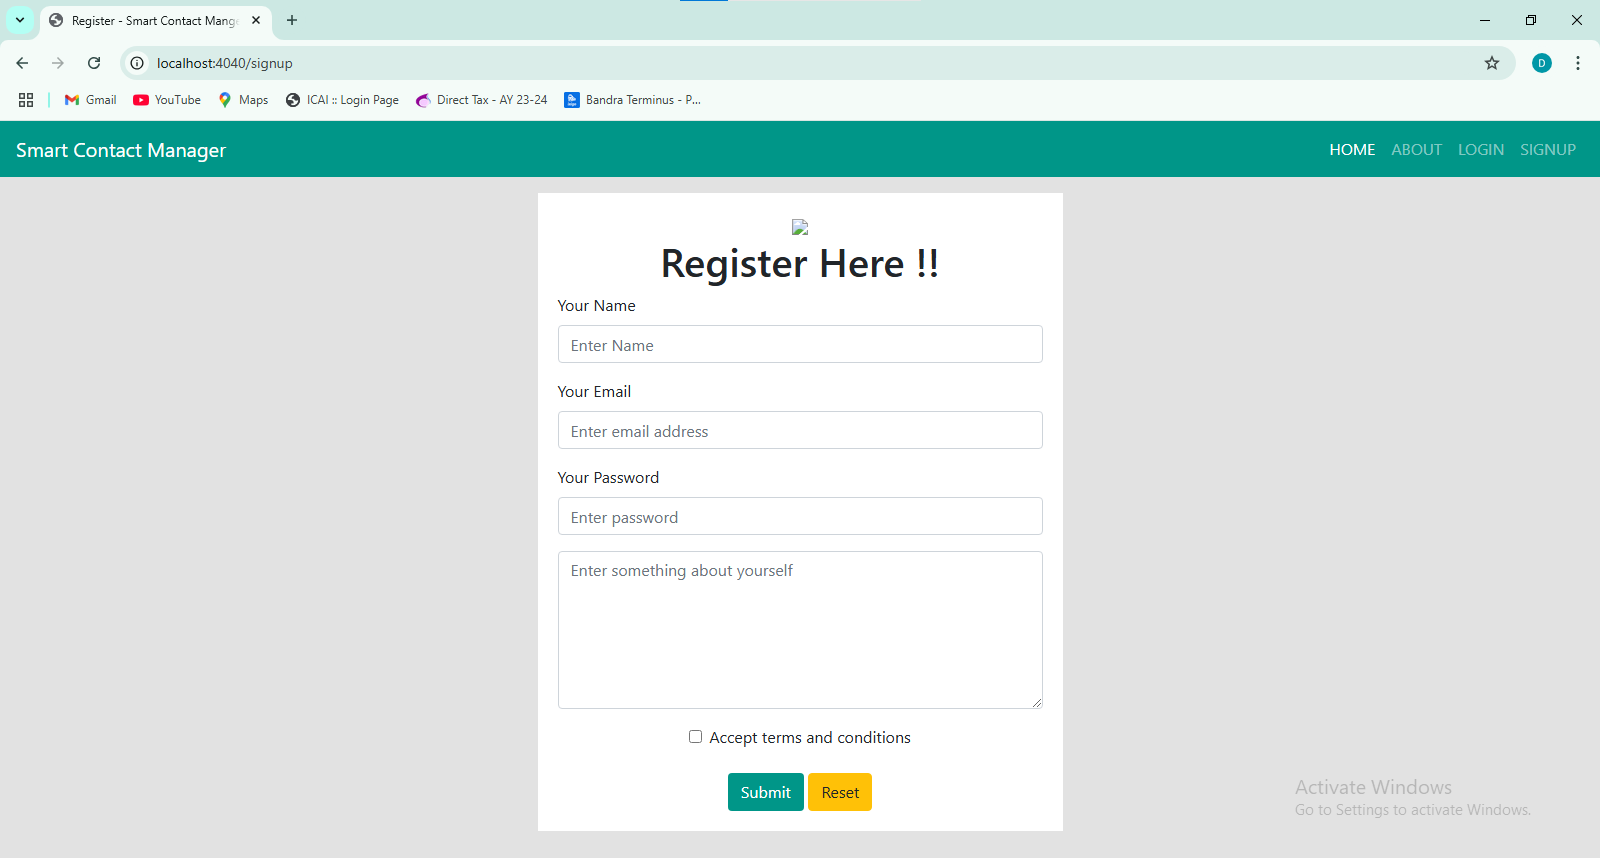 Register - Smart Contact Mang
localhost:4040/signup
Gmail YouTube Maps ICAI :: Login Page Direct Tax - AY 23-24 Bandra Terminus - P...
D
Smart Contact Manager HOME ABOUT LOGIN SIGNUP
Register Here !!
Your Name
Enter Name
Your Email
Enter email address
Your Password
Enter password
Enter something about yourself
Accept terms and conditions
Submit Reset
Activate Windows
Go to Settings to activate Windows.